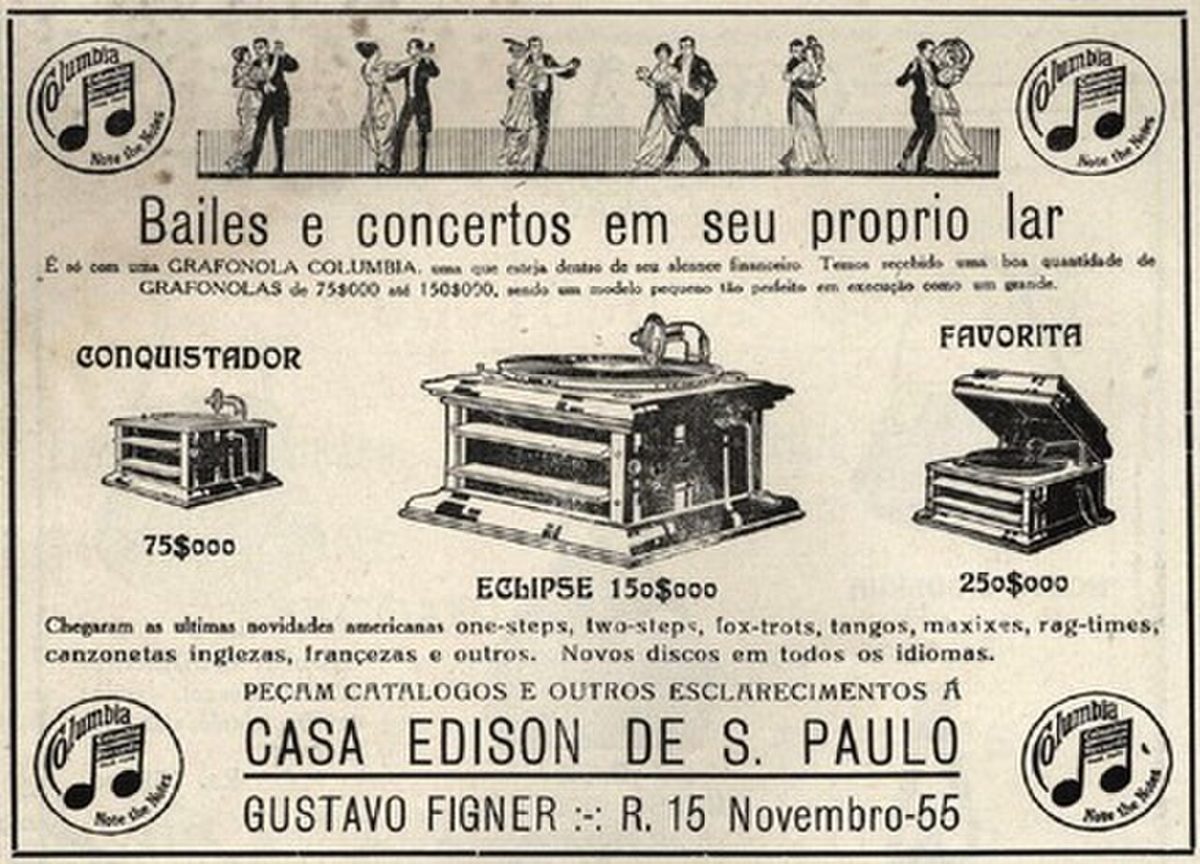 Columbia
Note the Notes
Columbia
Note the Notes
Bailes e concertos em seu proprio lar
É só com uma GRAFONOLA COLUMBIA, uma que esteja dentro de seu alcance financeiro. Temos recebido uma boa quantidade de
GRAFONOLAS de 75$000 até 150$000, sendo um modelo pequeno tão perfeito em execução como um grande.
CONQUISTADOR
FAVORITA
75$000
ECLIPSE 150$000
250$000
Chegaram as ultimas novidades americanas one-steps, two-steps, fox-trots, tangos, maxixes, rag-times,
canzonetas inglezas, françezas e outros. Novos discos em todos os idiomas.
PEÇAM CATALOGOS E OUTROS ESCLARECIMENTOS Á
CASA EDISON DE S. PAULO
GUSTAVO FIGNER :-: R. 15 Novembro-55
Columbia
Note the Notes
Columbia
Note the Notes